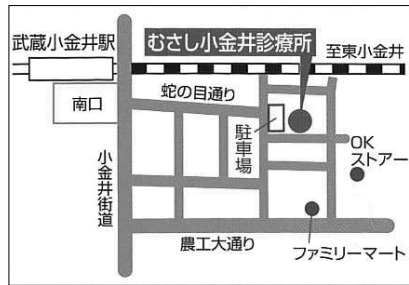 武蔵小金井駅
むさし小金井診療所
至東小金井
南口
蛇の目通り
駐車場
小金井街道
OK
ストアー
農工大通り
ファミリーマート